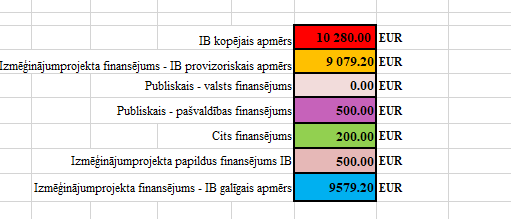 IB kopējais apmērs 10 280.00 EUR
Izmēģinājumprojekta finansējums - IB provizoriskais apmērs 9 079.20 EUR
Publiskais - valsts finansējums 0.00 EUR
Publiskais - pašvaldības finansējums 500.00 EUR
Cits finansējums 200.00 EUR
Izmēģinājumprojekta papildus finansējums IB 500.00 EUR
Izmēģinājumprojekta finansējums - IB galīgais apmērs 9579.20 EUR